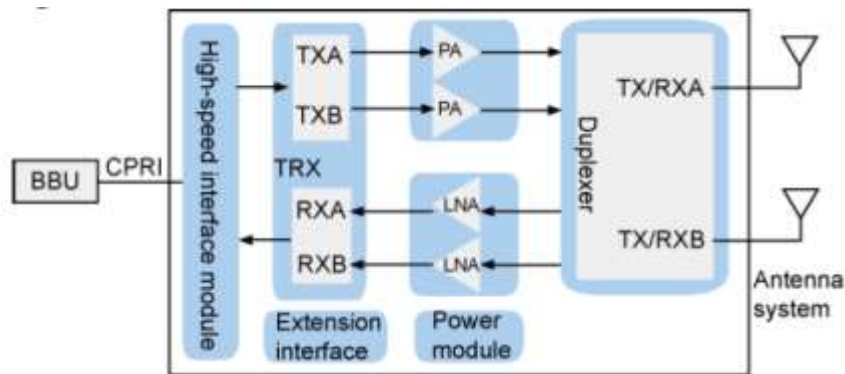 High-speed interface module
TXA
TXB
TRX
RXA
RXB
PA
PA
LNA
LNA
Duplexer
TX/RXA
TX/RXB
BBU
CPRI
Antenna
system
Extension
interface
Power
module